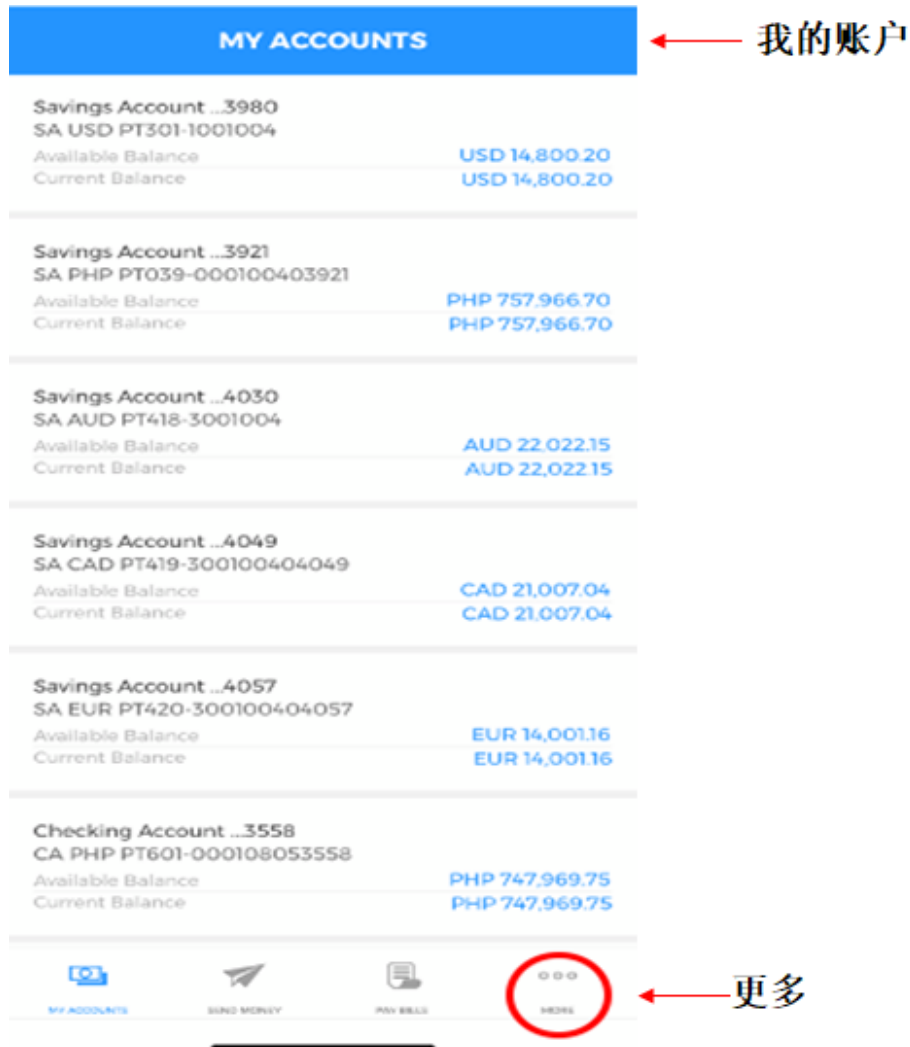 MY ACCOUNTS
我的账户
Savings Account ...3980
SA USD PT301-1001004
Available Balance USD 14,800.20
Current Balance USD 14,800.20
Savings Account ...3921
SA PHP PT039-000100403921
Available Balance PHP 757,966.70
Current Balance PHP 757,966.70
Savings Account ...4030
SA AUD PT418-3001004
Available Balance AUD 22,022.15
Current Balance AUD 22,022.15
Savings Account ...4049
SA CAD PT419-300100404049
Available Balance CAD 21,007.04
Current Balance CAD 21,007.04
Savings Account ...4057
SA EUR PT420-300100404057
Available Balance EUR 14,001.16
Current Balance EUR 14,001.16
Checking Account ...3558
CA PHP PT601-000108053558
Available Balance PHP 747,969.75
Current Balance PHP 747,969.75
MY ACCOUNTS SEND MONEY PAY BILLS MORE
更多